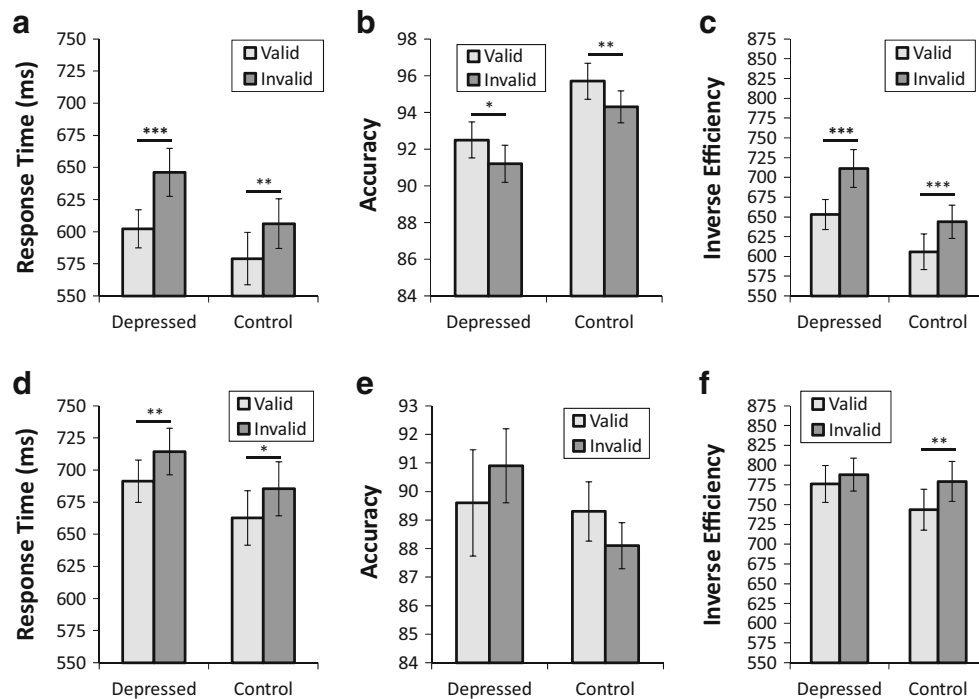 a
Response Time (ms)
750
725
700
675
650
625
600
575
550
Valid
Invalid
***
**
Depressed
Control
b
Accuracy
98
96
94
92
90
88
86
84
Valid
Invalid
*
**
Depressed
Control
c
Inverse Efficiency
875
850
825
800
775
750
725
700
675
650
625
600
575
550
Valid
Invalid
***
***
Depressed
Control
d
Response Time (ms)
750
725
700
675
650
625
600
575
550
Valid
Invalid
**
*
Depressed
Control
e
Accuracy
93
92
91
90
89
88
87
86
85
84
Valid
Invalid
Depressed
Control
f
Inverse Efficiency
875
850
825
800
775
750
725
700
675
650
625
600
575
550
Valid
Invalid
**
Depressed
Control